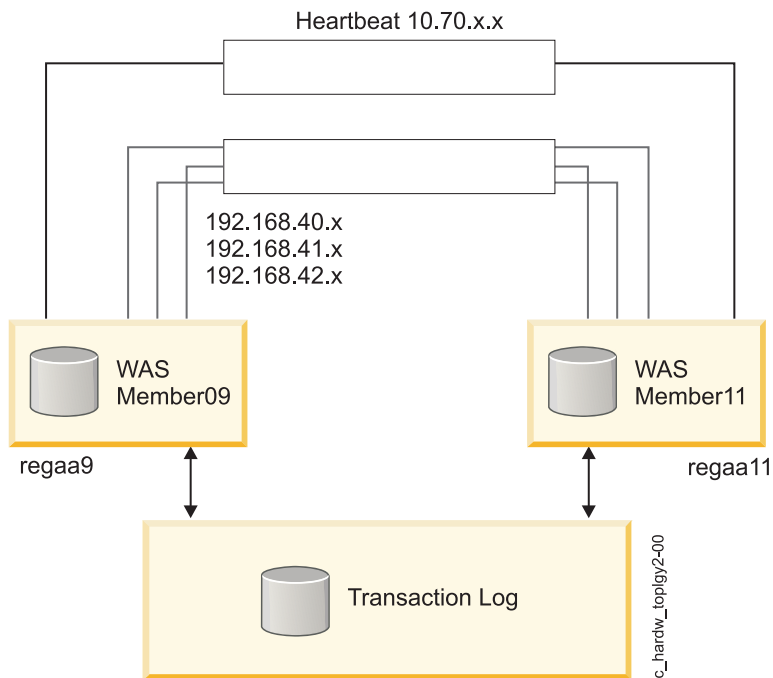 Heartbeat 10.70.x.x
192.168.40.x
192.168.41.x
192.168.42.x
WAS
Member09
WAS
Member11
regaa9
regaa11
Transaction Log
c_hardw_toplgy2-00